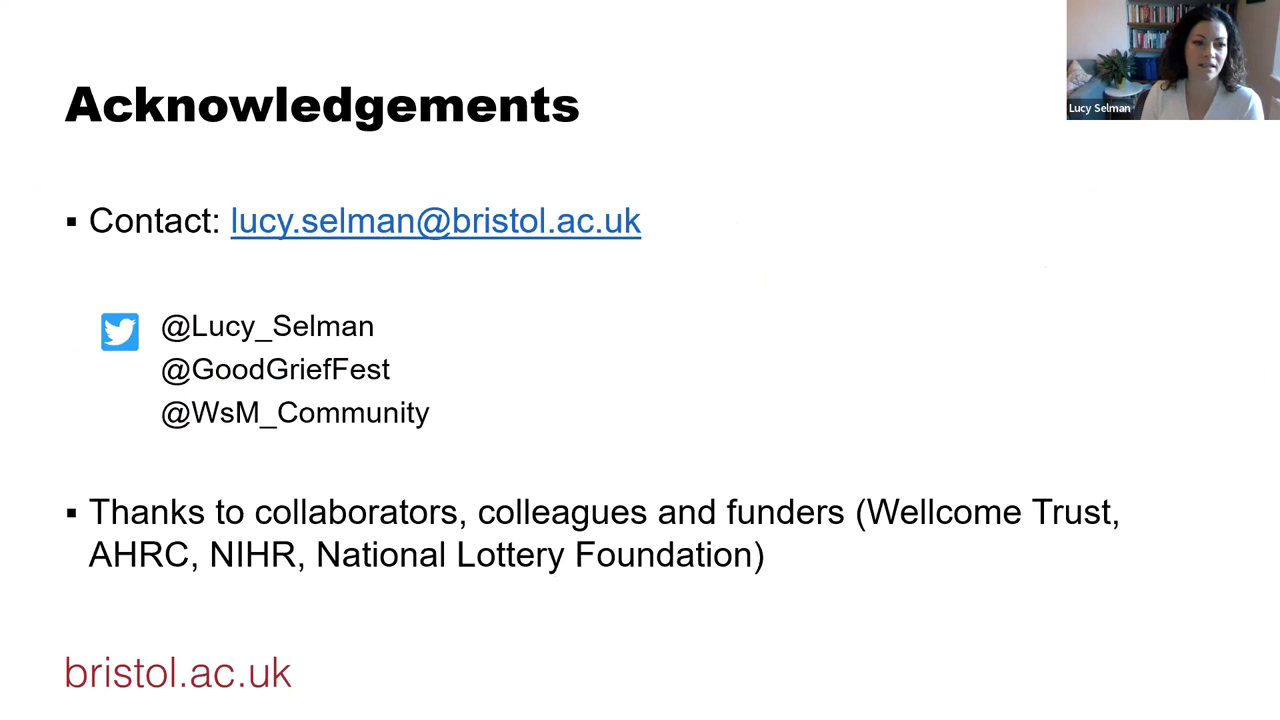 Lucy Selman
Acknowledgements
▪ Contact: lucy.selman@bristol.ac.uk
@Lucy_Selman
@GoodGriefFest
@WsM_Community
▪ Thanks to collaborators, colleagues and funders (Wellcome Trust,
AHRC, NIHR, National Lottery Foundation)
bristol.ac.uk